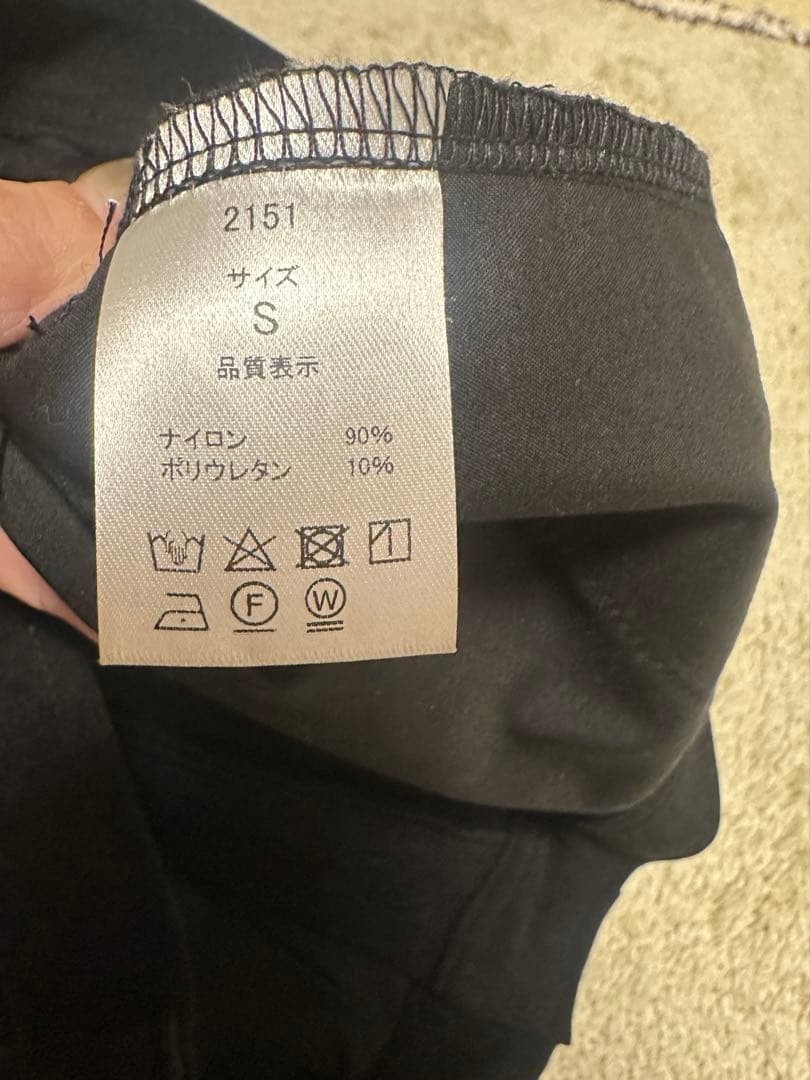 2151
サイズ
S
品質表示
ナイロン 90%
ポリウレタン 10%
F W